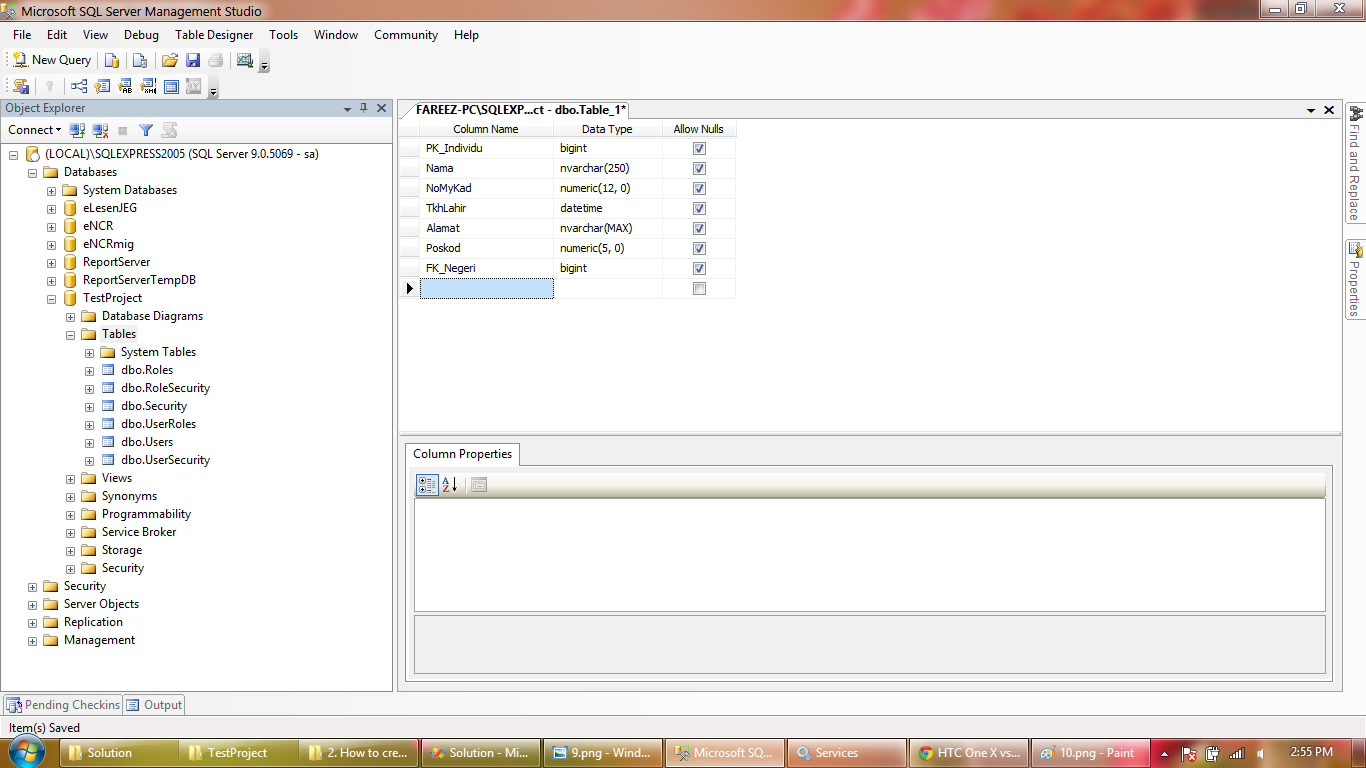 Microsoft SQL Server Management Studio
File Edit View Debug Table Designer Tools Window Community Help
New Query
Object Explorer
Connect
(LOCAL)\SQLEXPRESS2005 (SQL Server 9.0.5069 - sa)
Databases
System Databases
eLesenJEG
eNCR
eNCRmig
ReportServer
ReportServerTempDB
TestProject
Database Diagrams
Tables
System Tables
dbo.Roles
dbo.RoleSecurity
dbo.Security
dbo.UserRoles
dbo.Users
dbo.UserSecurity
Views
Synonyms
Programmability
Service Broker
Storage
Security
Security
Server Objects
Replication
Management
FAREEZ-PC\SQLEXP...ct - dbo.Table_1*
Column Name Data Type Allow Nulls
PK_Individu bigint
Nama nvarchar(250)
NoMyKad numeric(12, 0)
TkhLahir datetime
Alamat nvarchar(MAX)
Poskod numeric(5, 0)
FK_Negeri bigint
Column Properties
Find and Replace
Properties
Pending Checkins Output
Item(s) Saved
Solution TestProject 2. How to cre... Solution - Mi... 9.png - Wind... Microsoft SQ... Services HTC One X vs... 10.png - Paint 2:55 PM